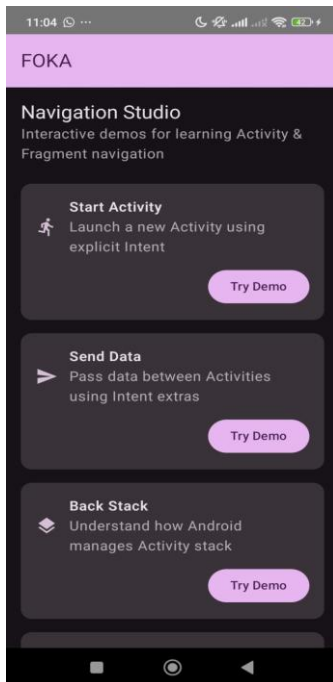 11:04
42
FOKA
Navigation Studio
Interactive demos for learning Activity &
Fragment navigation
Start Activity
Launch a new Activity using
explicit Intent
Try Demo
Send Data
Pass data between Activities
using Intent extras
Try Demo
Back Stack
Understand how Android
manages Activity stack
Try Demo